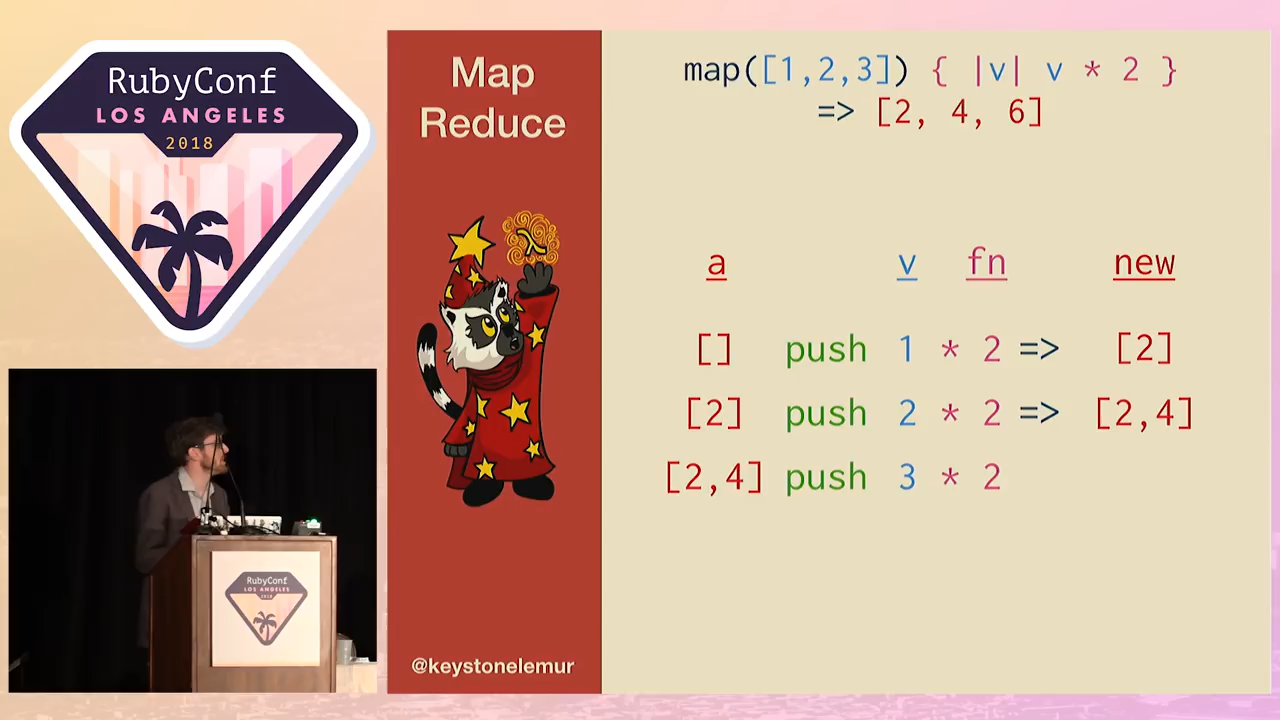 RubyConf
LOS ANGELES
2018
Map
Reduce
@keystonelemur
map([1,2,3]) { |v| v * 2 }
=> [2, 4, 6]
a v fn new
[] push 1 * 2 => [2]
[2] push 2 * 2 => [2,4]
[2,4] push 3 * 2
RubyConf
LOS ANGELES
2018